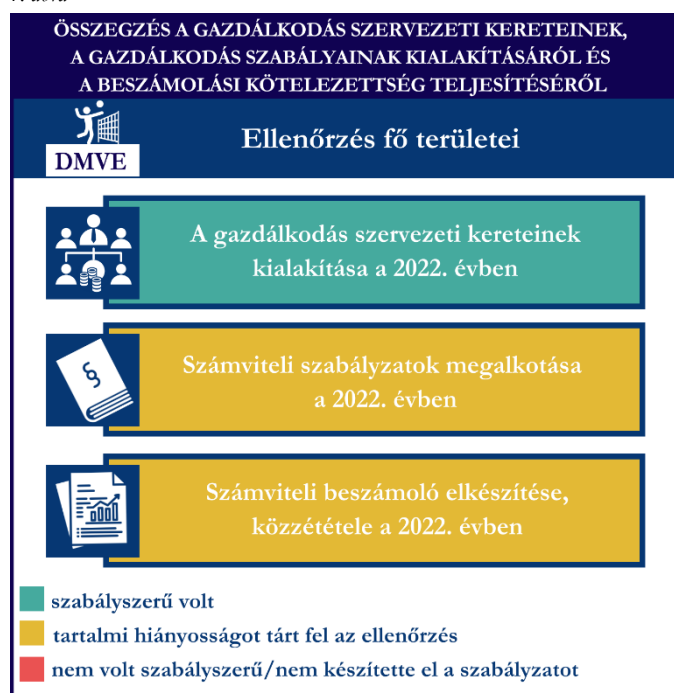 ÖSSZEGZÉS A GAZDÁLKODÁS SZERVEZETI KERETEINEK,
A GAZDÁLKODÁS SZABÁLYAINAK KIALAKÍTÁSÁRÓL ÉS
A BESZÁMOLÁSI KÖTELEZETTSÉG TELJESÍTÉSÉRŐL
DMVE
Ellenőrzés fő területei
A gazdálkodás szervezeti kereteinek
kialakítása a 2022. évben
§
Számviteli szabályzatok megalkotása
a 2022. évben
Számviteli beszámoló elkészítése,
közzététele a 2022. évben
szabályszerű volt
tartalmi hiányosságot tárt fel az ellenőrzés
nem volt szabályszerű/nem készítette el a szabályzatot